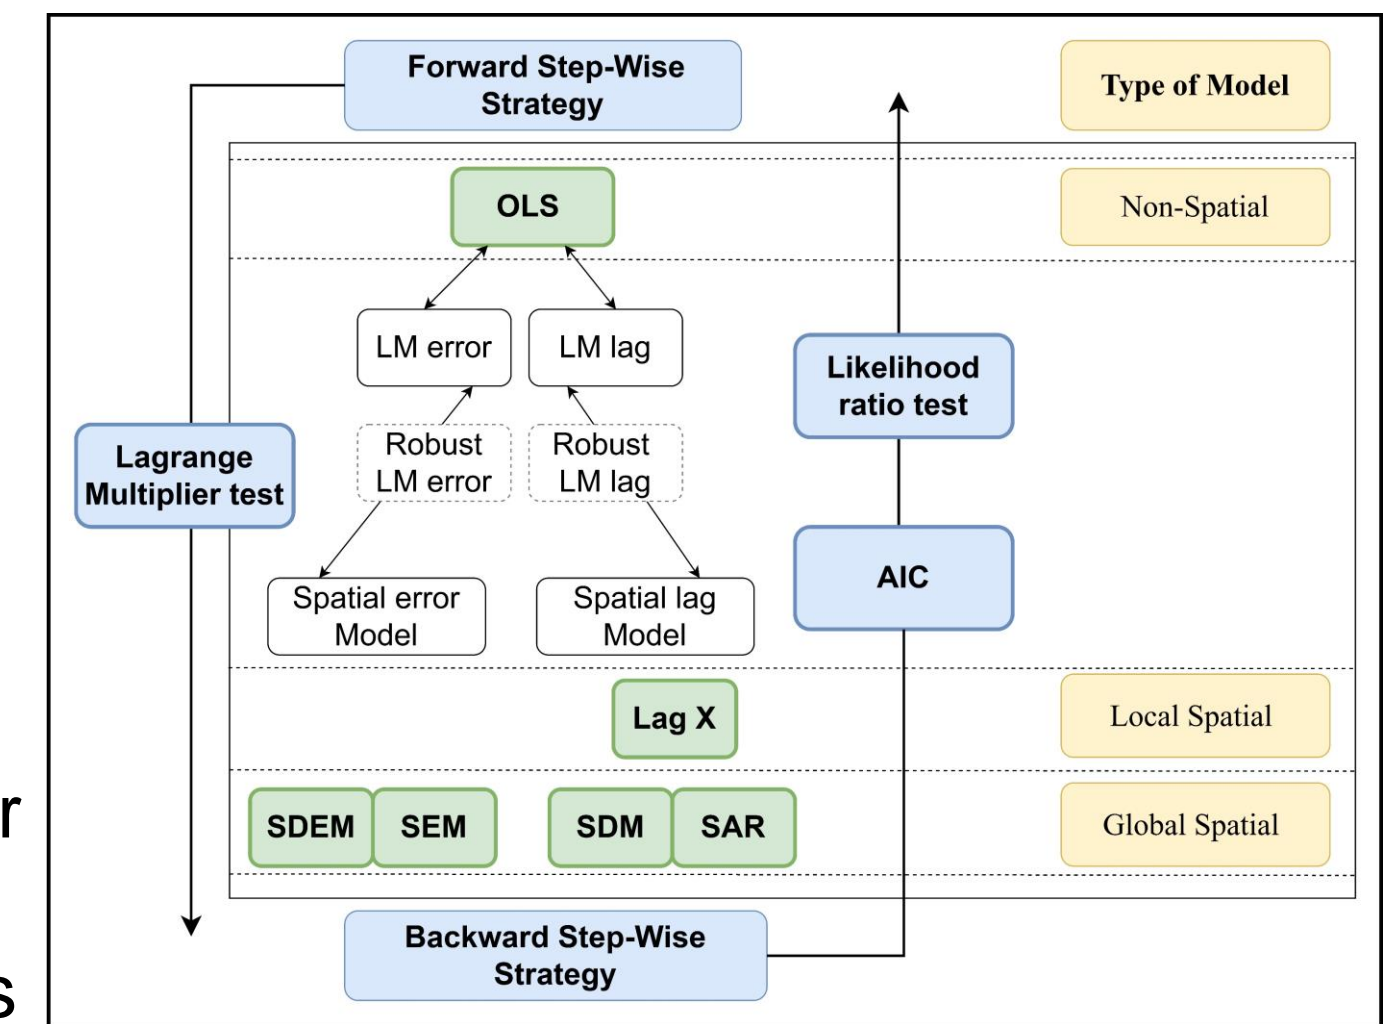 Forward Step-Wise
Strategy
Type of Model
OLS
Non-Spatial
LM error
LM lag
Likelihood
ratio test
Robust
LM error
Robust
LM lag
Lagrange
Multiplier test
AIC
Spatial error
Model
Spatial lag
Model
Lag X
Local Spatial
SDEM
SEM
SDM
SAR
Global Spatial
r
Backward Step-Wise
Strategy
s